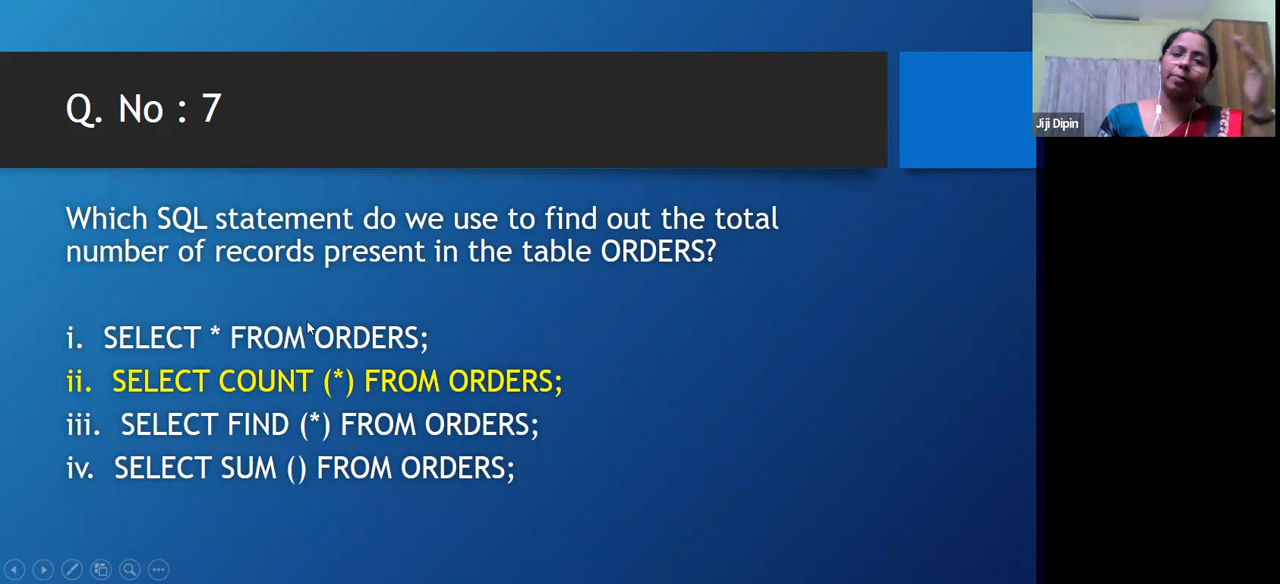 Q. No : 7
Jiji Dipin
Which SQL statement do we use to find out the total
number of records present in the table ORDERS?
i. SELECT * FROM ORDERS;
ii. SELECT COUNT (*) FROM ORDERS;
iii. SELECT FIND (*) FROM ORDERS;
iv. SELECT SUM () FROM ORDERS;